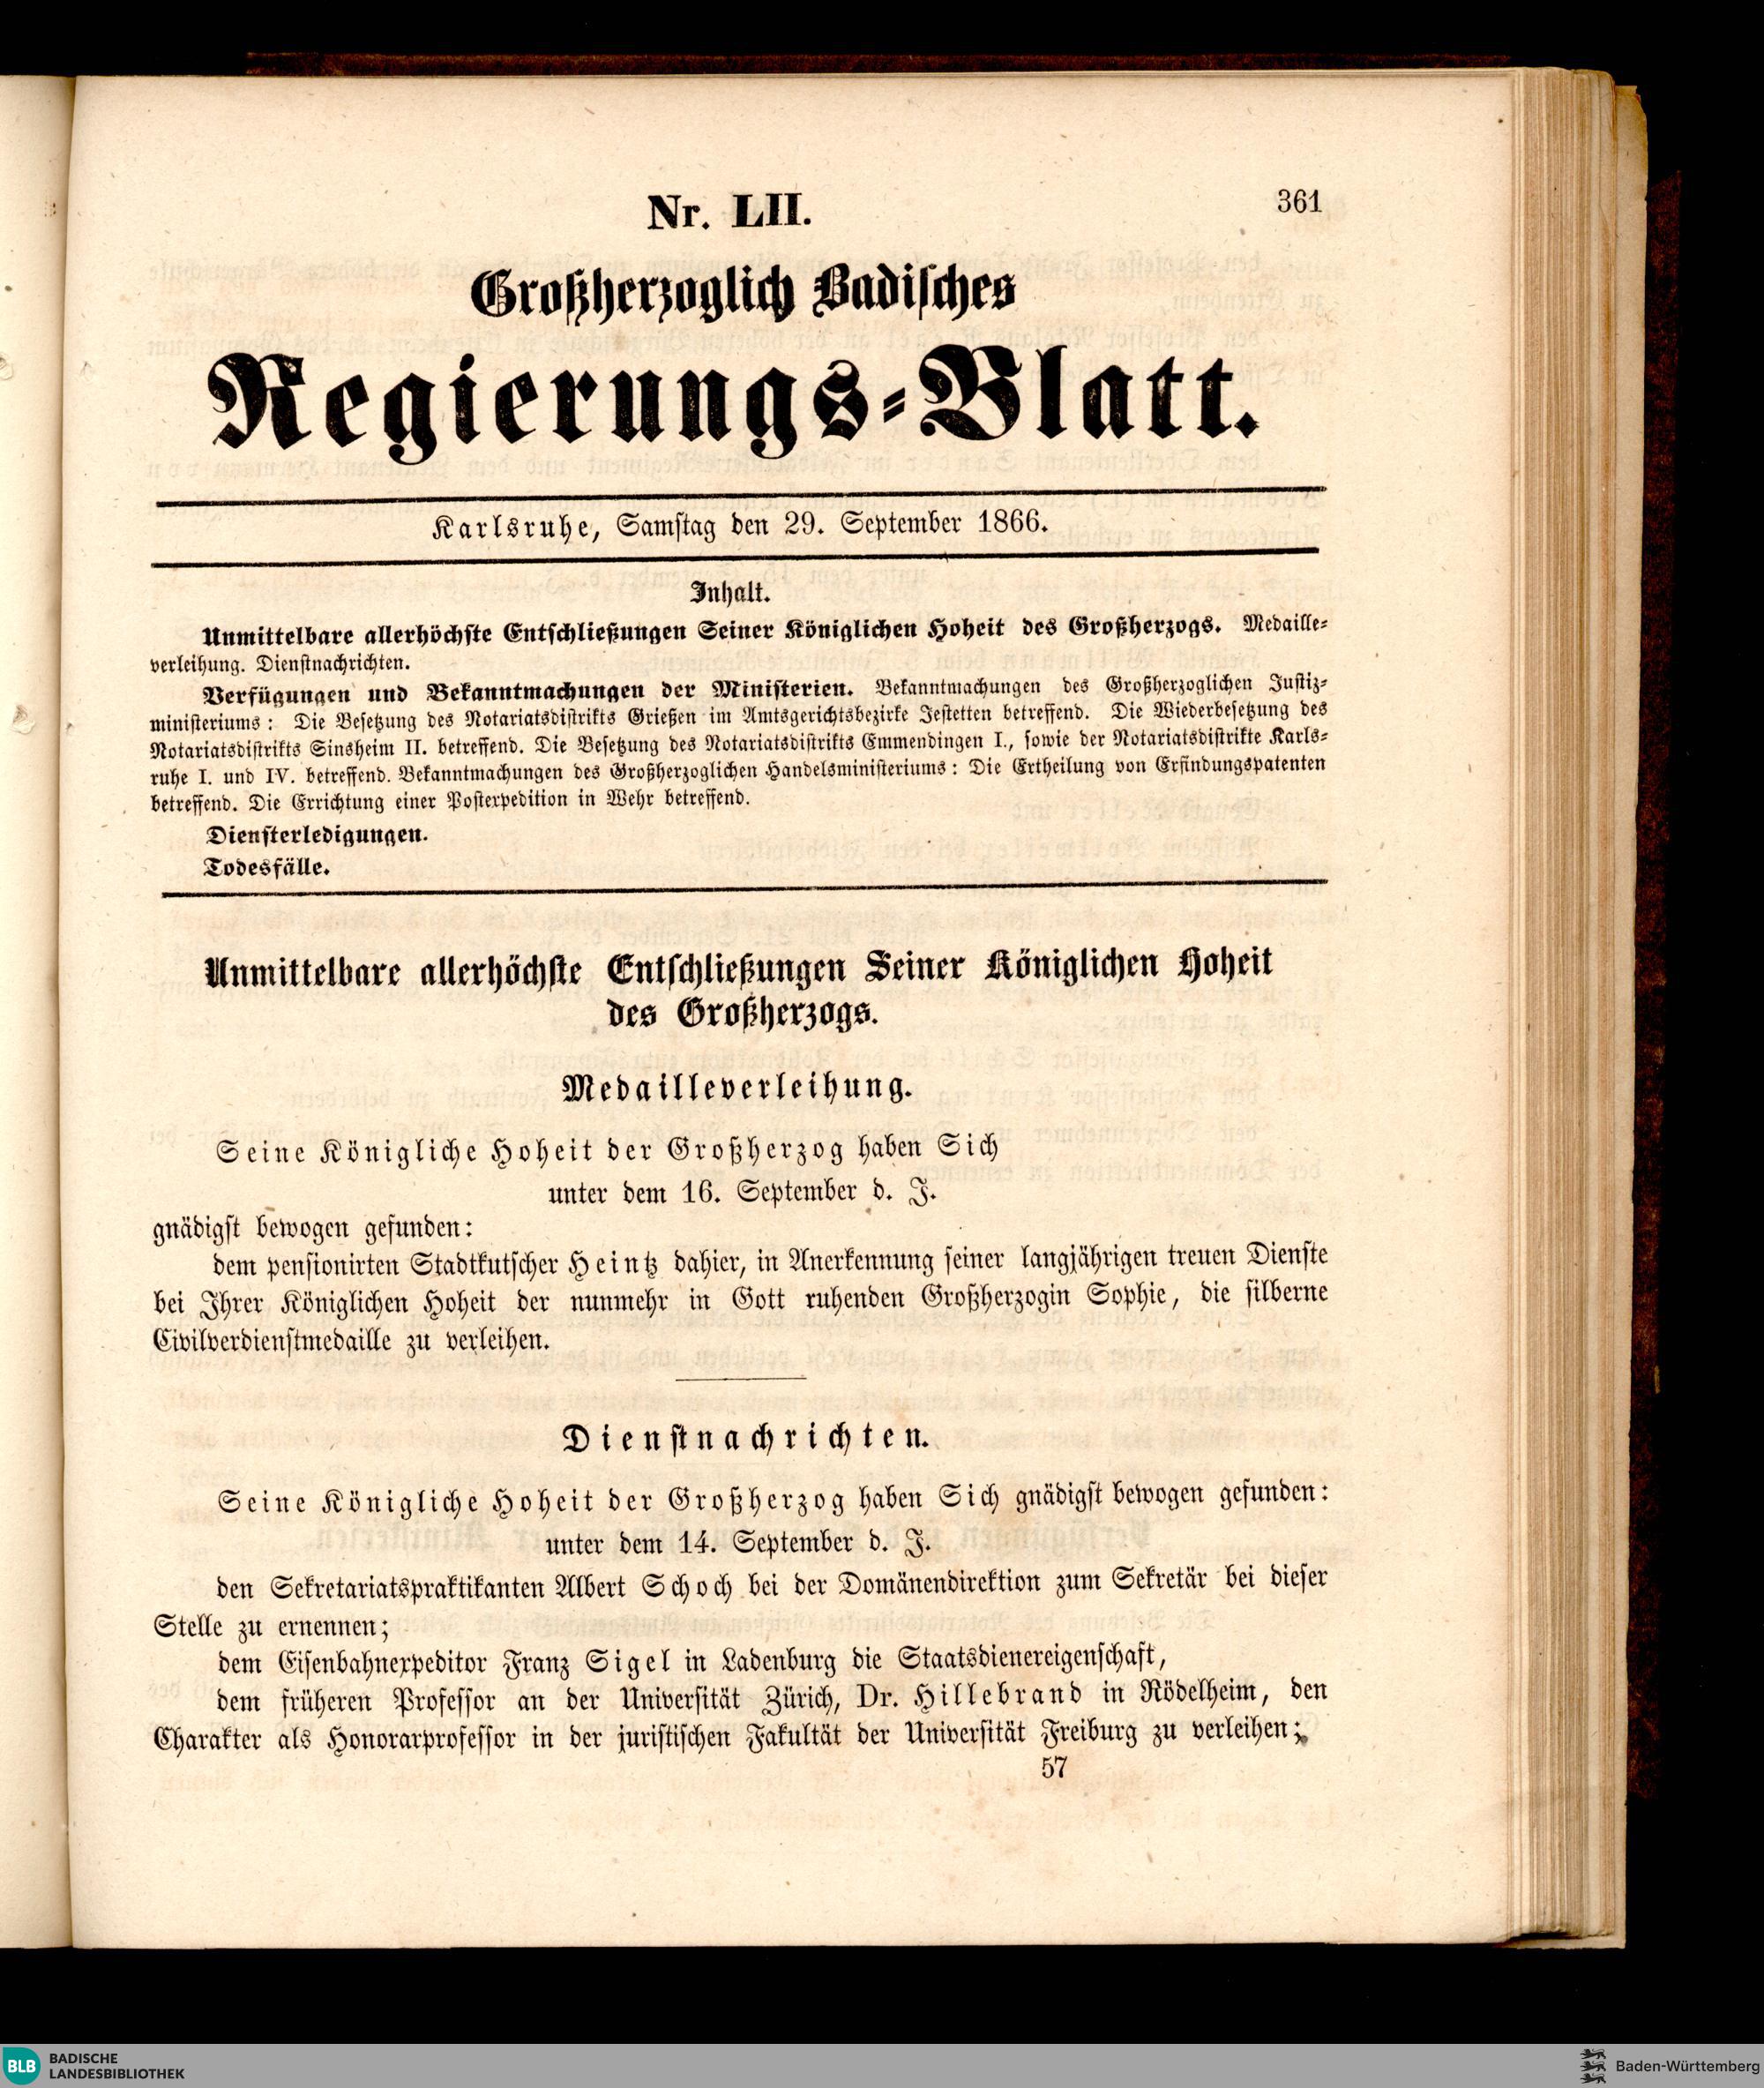 Nr. LII.
361
Großherzoglich Badisches
Regierungs-Blatt.
Karlsruhe, Samstag den 29. September 1866.
Inhalt.
Unmittelbare allerhöchste Entschließungen Seiner Königlichen Hoheit des Großherzogs. Medaille-
verleihung. Dienstnachrichten.
Verfügungen und Bekanntmachungen der Ministerien. Bekanntmachungen des Großherzoglichen Justiz-
ministeriums: Die Besetzung des Notariatsdistrikts Grießen im Amtsgerichtsbezirke Jestetten betreffend. Die Wiederbesetzung des
Notariatsdistrikts Sinsheim II. betreffend. Die Besetzung des Notariatsdistrikts Emmendingen I., sowie der Notariatsdistrikte Karls-
ruhe I. und IV. betreffend. Bekanntmachungen des Großherzoglichen Handelsministeriums: Die Ertheilung von Erfindungspatenten
betreffend. Die Errichtung einer Postexpedition in Wehr betreffend.
Diensterledigungen.
Todesfälle.
Unmittelbare allerhöchste Entschließungen Seiner Königlichen Hoheit
des Großherzogs.
Medailleverleihung.
Seine Königliche Hoheit der Großherzog haben Sich
unter dem 16. September d. J.
gnädigst bewogen gefunden:
dem pensionirten Stadtkutscher Heintz dahier, in Anerkennung seiner langjährigen treuen Dienste
bei Ihrer Königlichen Hoheit der nunmehr in Gott ruhenden Großherzogin Sophie, die silberne
Civilverdienstmedaille zu verleihen.
Dienstnachrichten.
Seine Königliche Hoheit der Großherzog haben Sich gnädigst bewogen gefunden:
unter dem 14. September d. J.
den Sekretariatspraktikanten Albert Schoch bei der Domänendirektion zum Sekretär bei dieser
Stelle zu ernennen;
dem Eisenbahnexpeditor Franz Sigel in Ladenburg die Staatsdienereigenschaft,
dem früheren Professor an der Universität Zürich, Dr. Hillebrand in Rödelheim, den
Charakter als Honorarprofessor in der juristischen Fakultät der Universität Freiburg zu verleihen;
57
BLB BADISCHE
LANDESBIBLIOTHEK
Baden-Württemberg